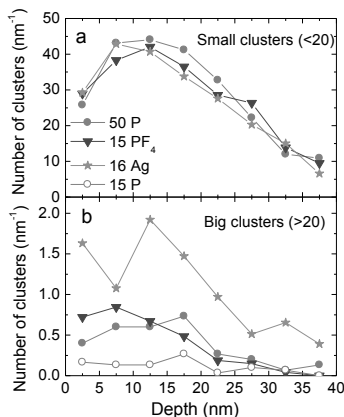 50
a
Small clusters (<20)
40
30
20
10
0
Number of clusters (nm⁻¹)
50 P
15 PF₄
16 Ag
15 P
b
Big clusters (>20)
2.0
1.5
1.0
0.5
0.0
Number of clusters (nm⁻¹)
0 5 10 15 20 25 30 35 40
Depth (nm)